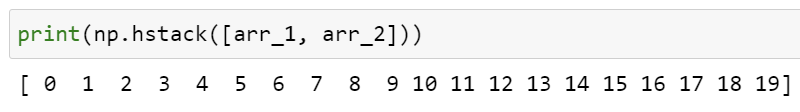 print(np.hstack([arr_1, arr_2]))
[ 0  1  2  3  4  5  6  7  8  9 10 11 12 13 14 15 16 17 18 19]